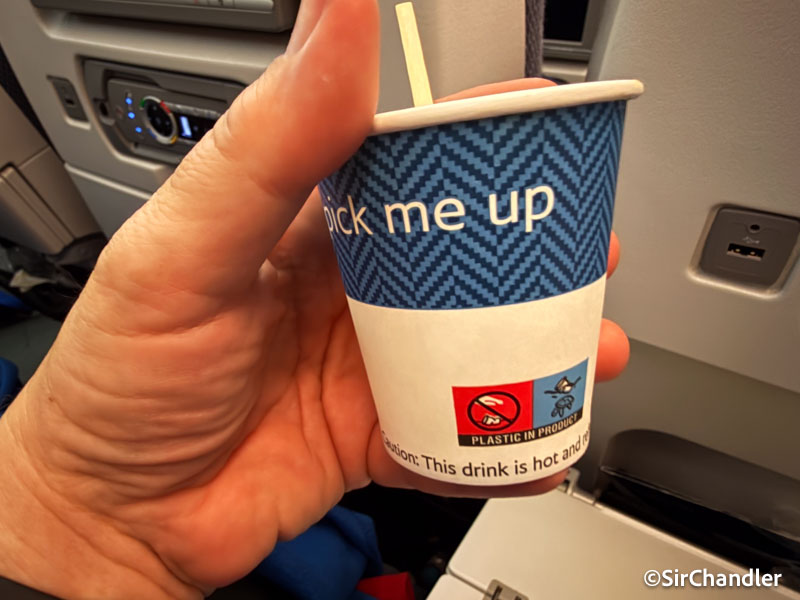 pick me up
PLASTIC IN PRODUCT
Caution: This drink is hot and
©SirChandler